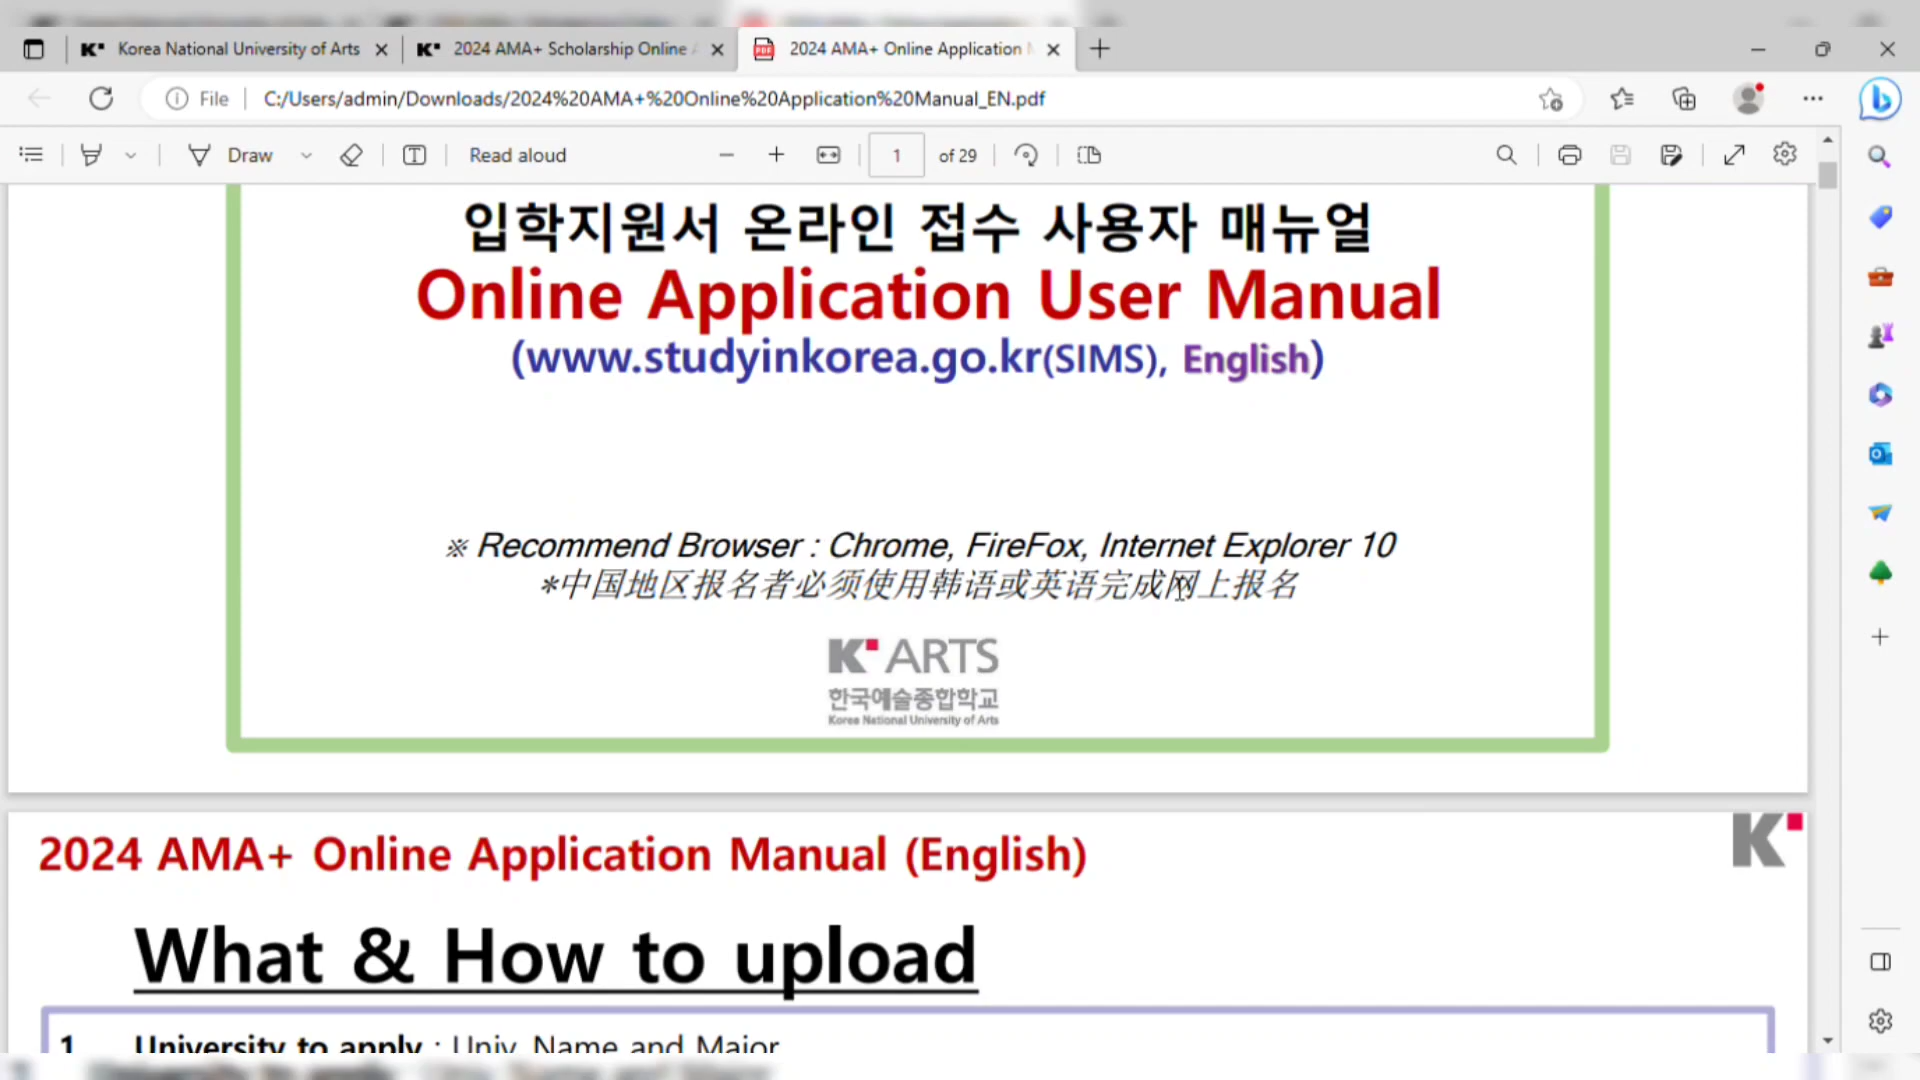 Korea National University of Arts
2024 AMA+ Scholarship Online
2024 AMA+ Online Application
File
C:/Users/admin/Downloads/2024%20AMA+%20Online%20Application%20Manual_EN.pdf
Draw
Read aloud
1 of 29
입학지원서 온라인 접수 사용자 매뉴얼
Online Application User Manual
(www.studyinkorea.go.kr(SIMS), English)
※ Recommend Browser : Chrome, FireFox, Internet Explorer 10
*中国地区报名者必须使用韩语或英语完成网上报名
K ARTS
한국예술종합학교
Korea National University of Arts
2024 AMA+ Online Application Manual (English)
K
What & How to upload
1 University to apply : Univ. Name and Major